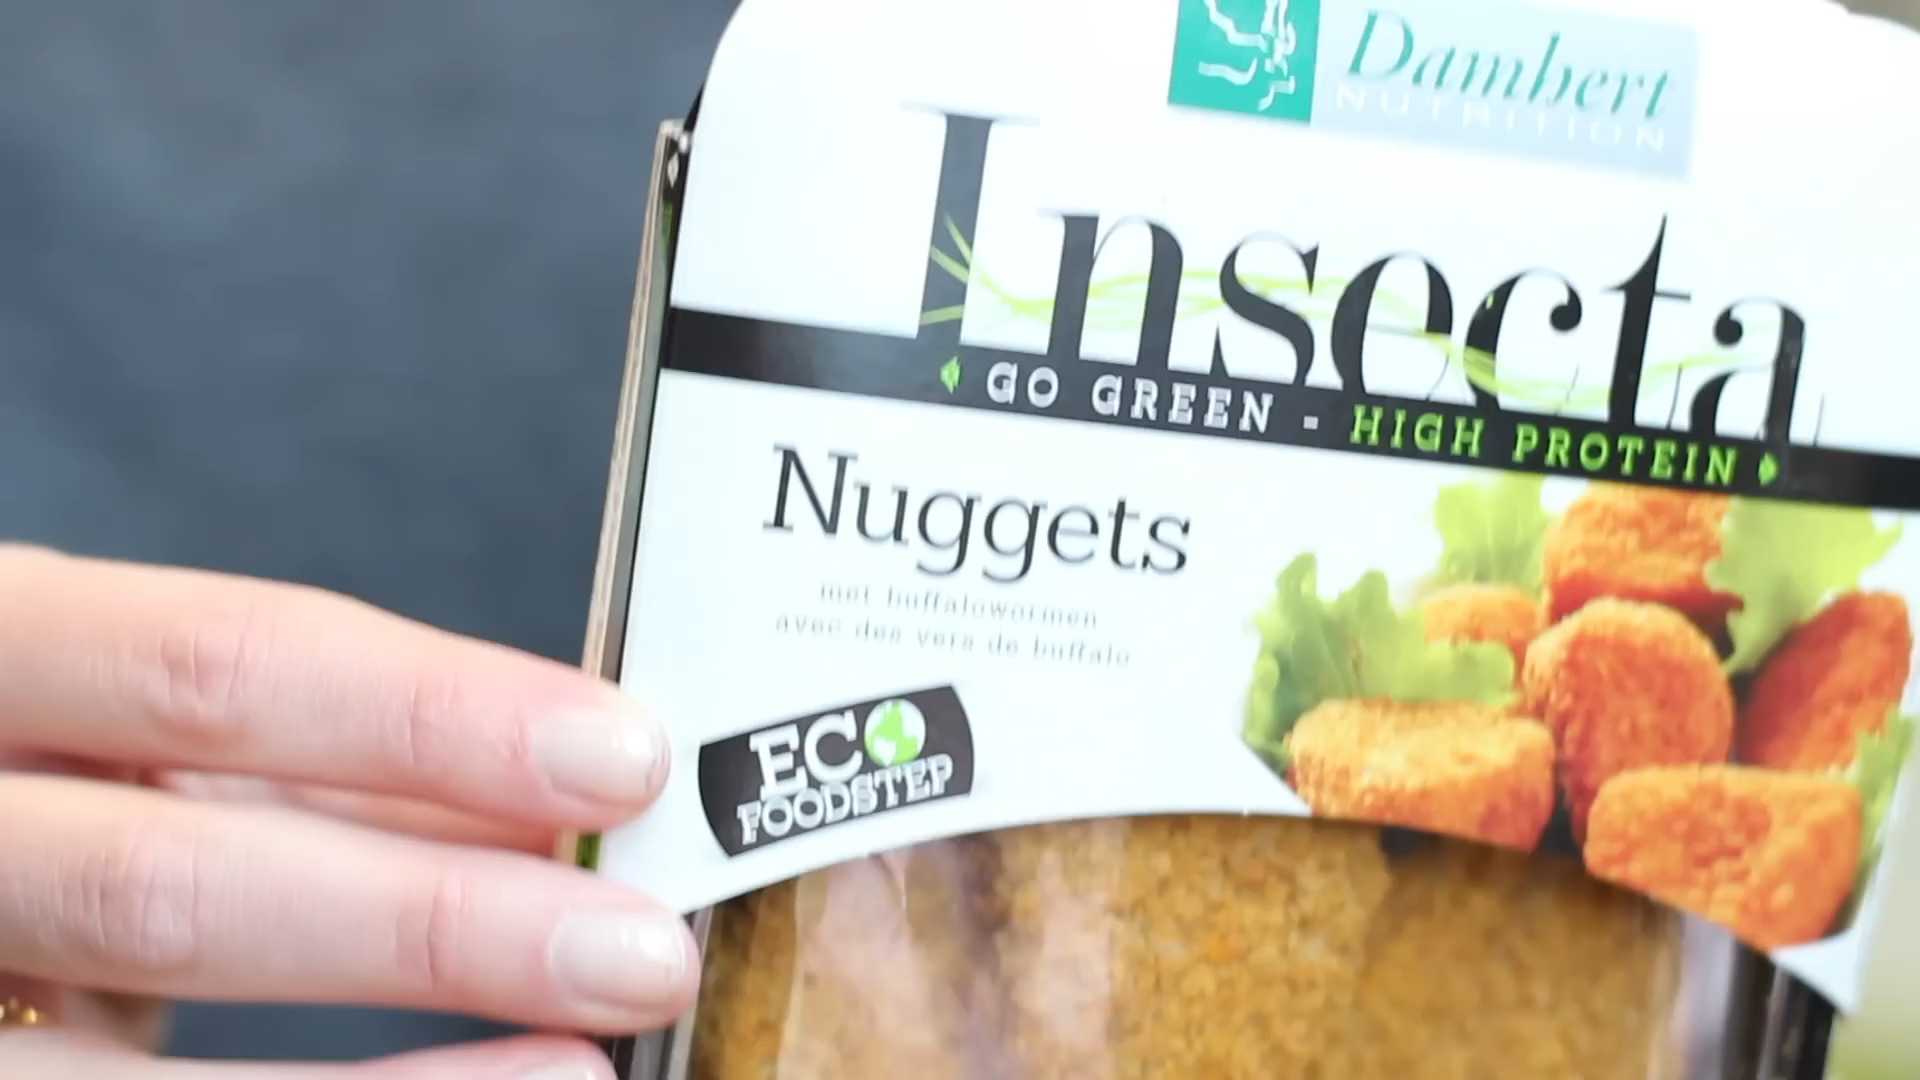 Dambert
NUTRITION
Insecta
GO GREEN - HIGH PROTEIN
Nuggets
met buffalowormen
avec des vers de buffalo
ECO
FOODSTEP